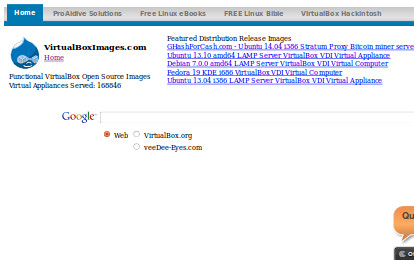 Home ProAldive Solutions Free Linux eBooks FREE Linux Bible VirtualBox Hackintosh
Featured Distribution Release Images
GHashForCash.com - Ubuntu 14.04 i386 Stratum Proxy Bitcoin miner serve
VirtualBoxImages.com
Ubuntu 13.10 amd64 LAMP Server VirtualBox VDI Virtual Appliance
Home
Debian 7.0.0 amd64 LAMP Server VirtualBox VDI Virtual Computer
Fedora 19 KDE i686 VirtualBox VDI Virtual Computer
Functional VirtualBox Open Source Images
Ubuntu 13.04 i386 LAMP Server VirtualBox VDI Virtual Appliance
Virtual Appliances Served: 168846
Google
Web VirtualBox.org
veeDee-Eyes.com
Qu